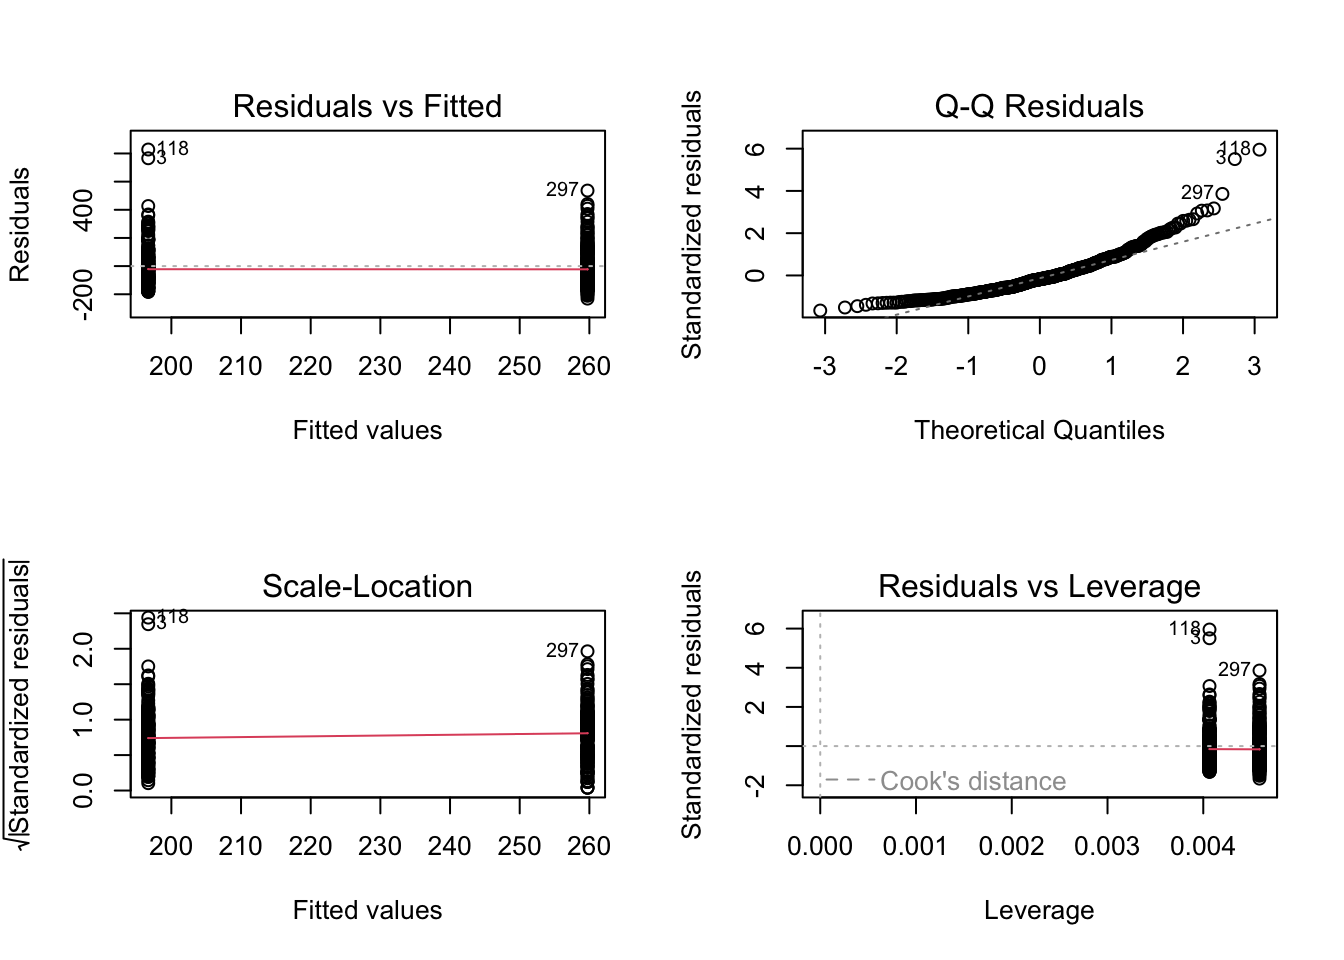 Residuals vs Fitted
Residuals
400
-200
118
3
297
200 210 220 230 240 250 260
Fitted values
Q-Q Residuals
Standardized residuals
6
4
2
0
118
3
297
-3 -2 -1 0 1 2 3
Theoretical Quantiles
Scale-Location
√|Standardized residuals|
2.0
1.0
0.0
118
3
297
200 210 220 230 240 250 260
Fitted values
Residuals vs Leverage
Standardized residuals
6
4
2
-2
118
3
297
Cook's distance
0.000 0.001 0.002 0.003 0.004
Leverage